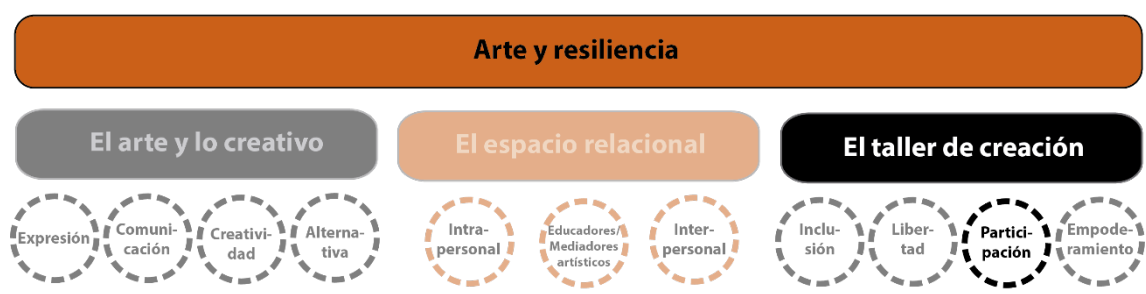 Arte y resiliencia
El arte y lo creativo
El espacio relacional
El taller de creación
Expresión
Comuni-
cación
Creativi-
dad
Alterna-
tiva
Intra-
personal
Educadores/
Mediadores
artísticos
Inter-
personal
Inclu-
sión
Liber-
tad
Partici-
pación
Empode-
ramiento